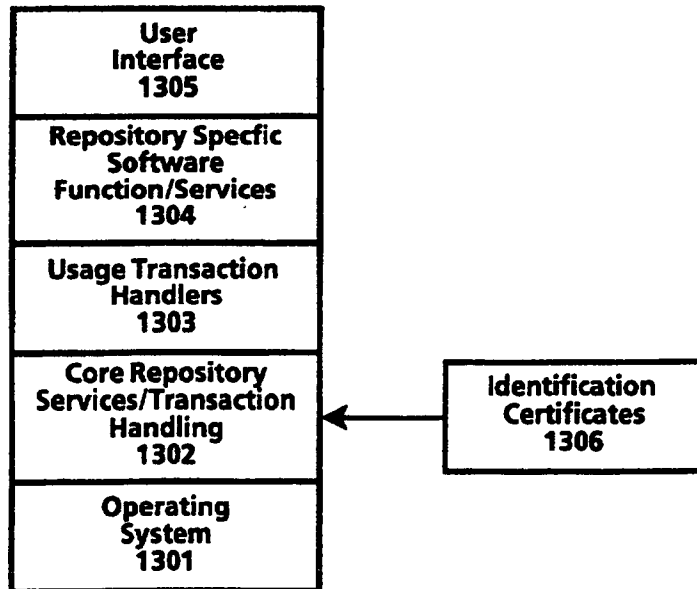 User
Interface
1305
Repository Specfic
Software
Function/Services
1304
Usage Transaction
Handlers
1303
Core Repository
Services/Transaction
Handling
1302
Operating
System
1301
Identification
Certificates
1306